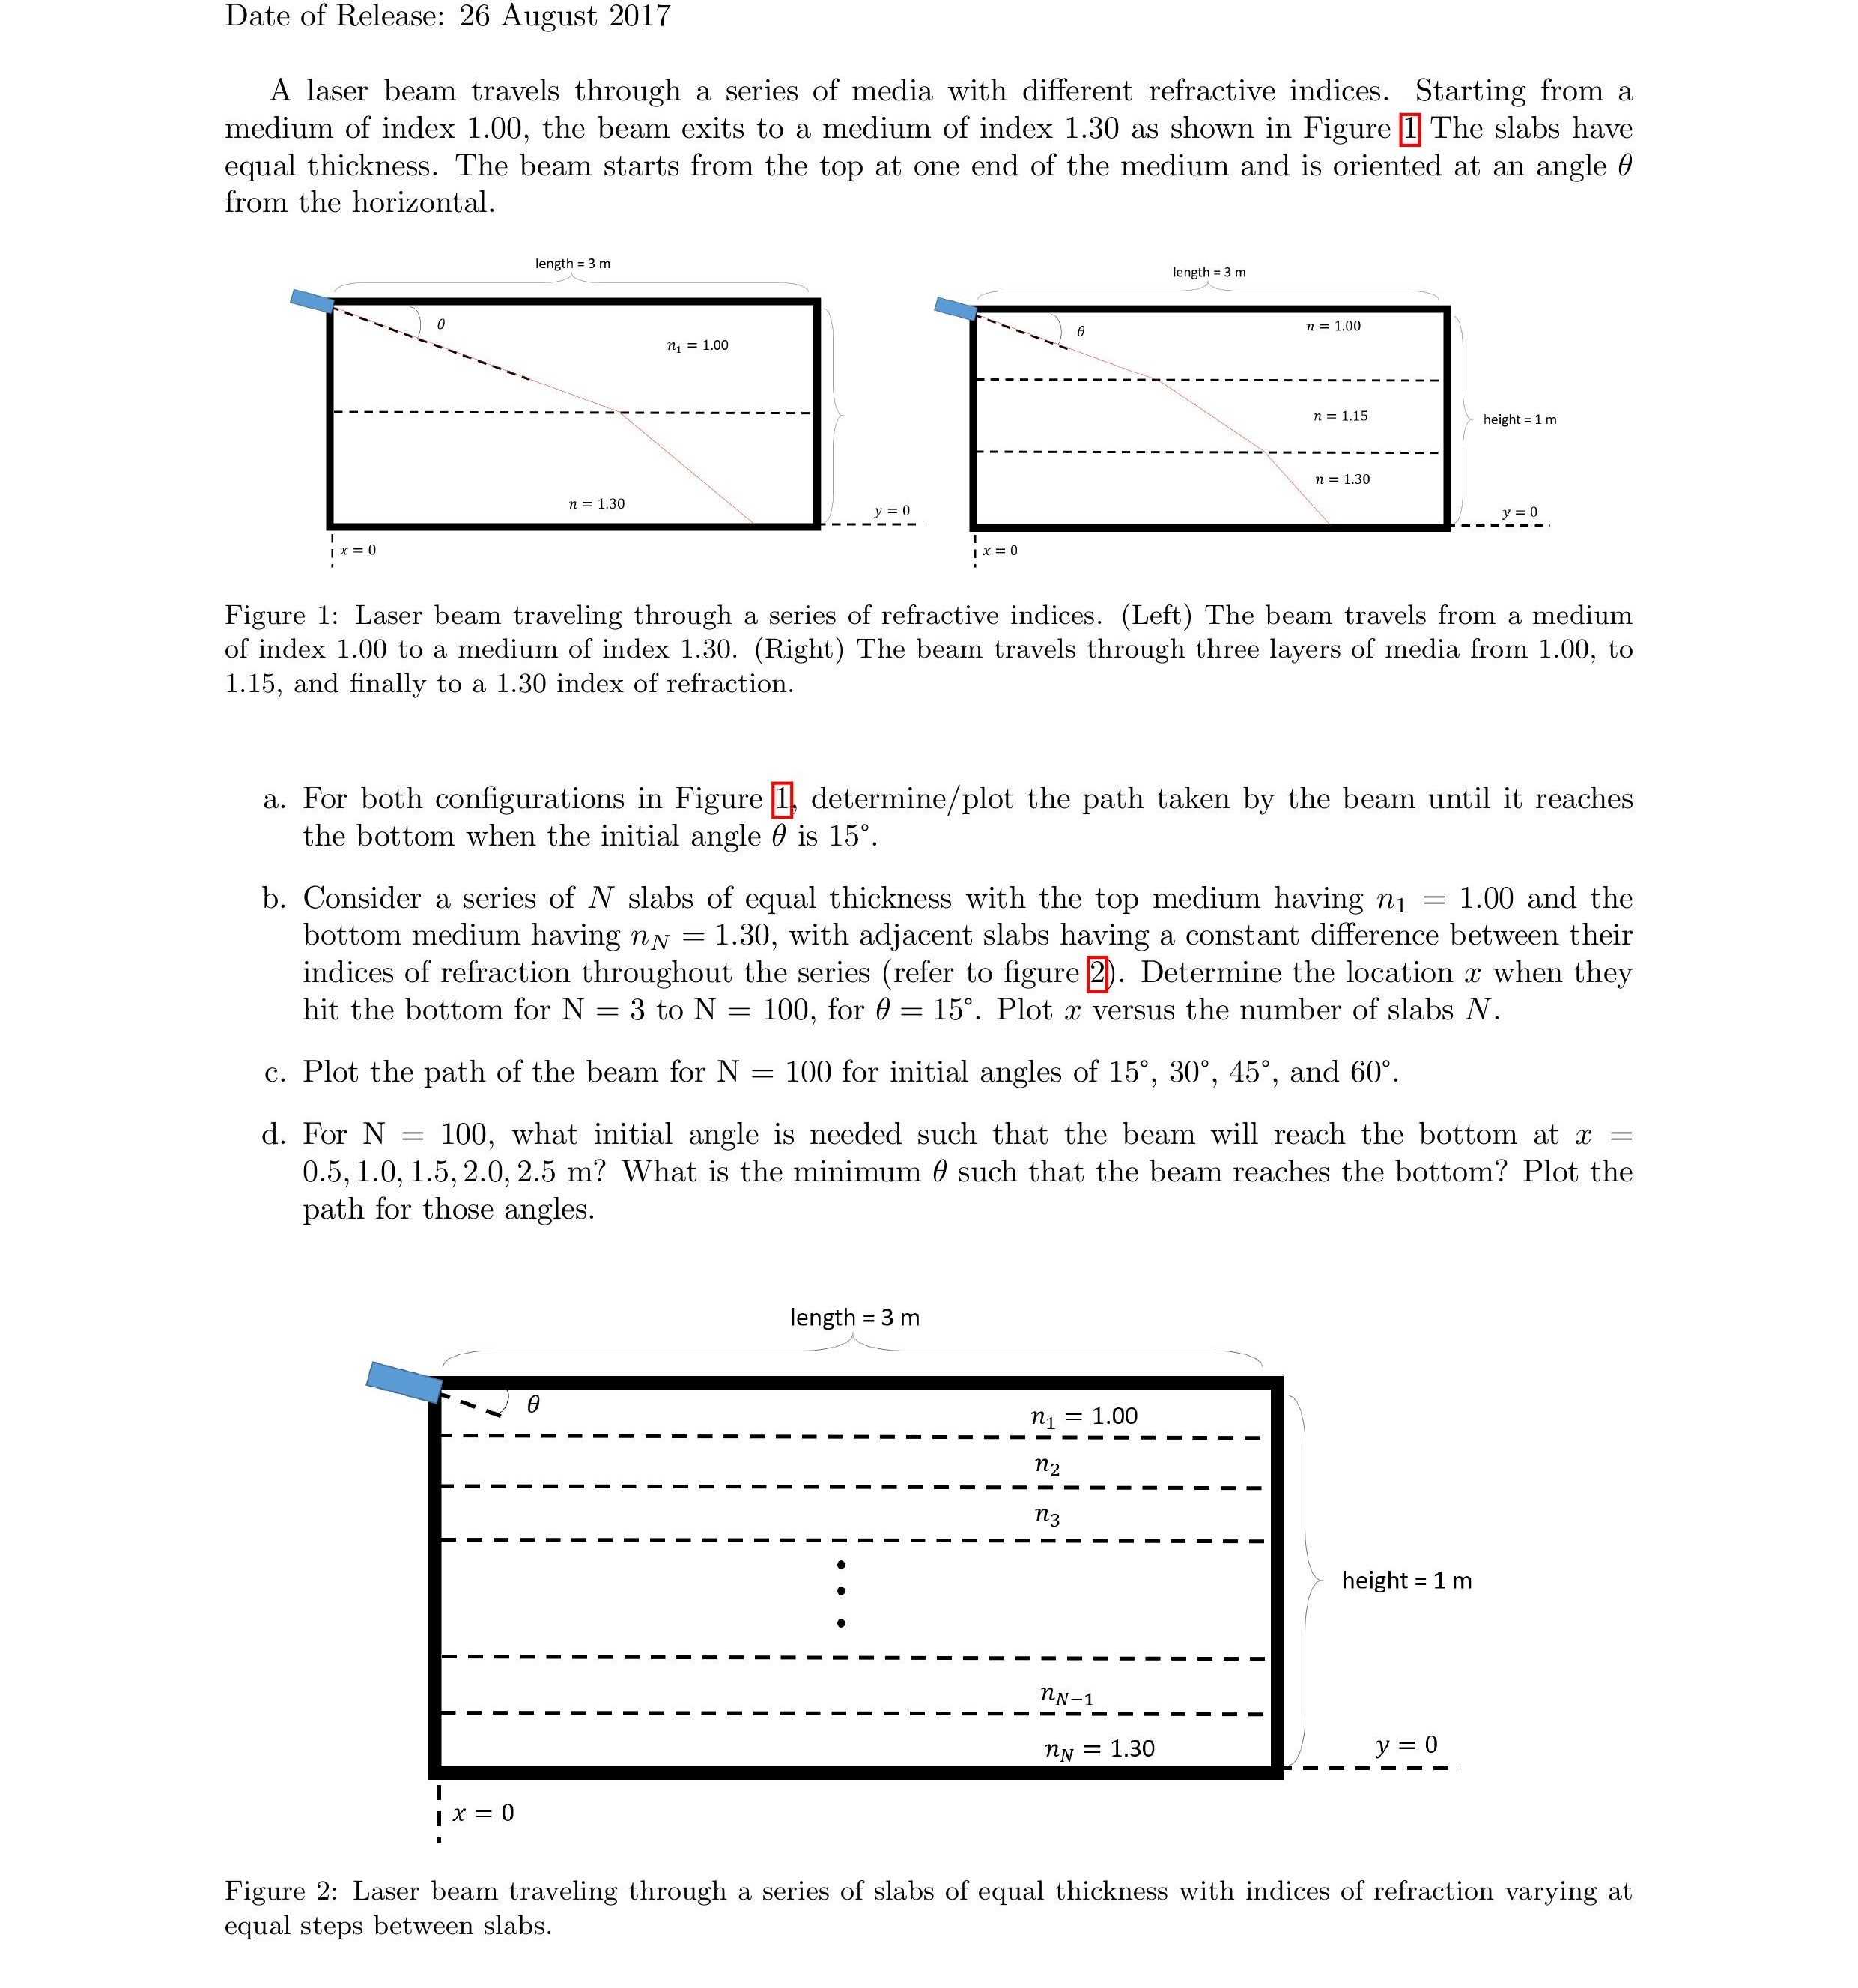 Date of Release: 26 August 2017
A laser beam travels through a series of media with different refractive indices. Starting from a
medium of index 1.00, the beam exits to a medium of index 1.30 as shown in Figure 1 The slabs have
equal thickness. The beam starts from the top at one end of the medium and is oriented at an angle θ
from the horizontal.
length = 3 m
θ
n₁ = 1.00
n = 1.30
y = 0
x = 0
length = 3 m
θ
n = 1.00
n = 1.15
height = 1 m
n = 1.30
y = 0
x = 0
Figure 1: Laser beam traveling through a series of refractive indices. (Left) The beam travels from a medium
of index 1.00 to a medium of index 1.30. (Right) The beam travels through three layers of media from 1.00, to
1.15, and finally to a 1.30 index of refraction.
a. For both configurations in Figure 1, determine/plot the path taken by the beam until it reaches
the bottom when the initial angle θ is 15°.
b. Consider a series of N slabs of equal thickness with the top medium having n₁ = 1.00 and the
bottom medium having n_N = 1.30, with adjacent slabs having a constant difference between their
indices of refraction throughout the series (refer to figure 2). Determine the location x when they
hit the bottom for N = 3 to N = 100, for θ = 15°. Plot x versus the number of slabs N.
c. Plot the path of the beam for N = 100 for initial angles of 15°, 30°, 45°, and 60°.
d. For N = 100, what initial angle is needed such that the beam will reach the bottom at x =
0.5, 1.0, 1.5, 2.0, 2.5 m? What is the minimum θ such that the beam reaches the bottom? Plot the
path for those angles.
length = 3 m
θ
n₁ = 1.00
n₂
n₃
height = 1 m
n_{N−1}
n_N = 1.30
y = 0
x = 0
Figure 2: Laser beam traveling through a series of slabs of equal thickness with indices of refraction varying at
equal steps between slabs.